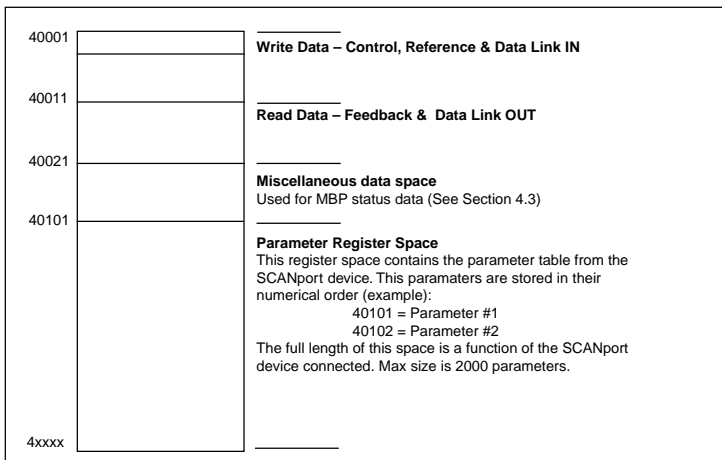 40001
Write Data – Control, Reference & Data Link IN
40011
Read Data – Feedback & Data Link OUT
40021
Miscellaneous data space
Used for MBP status data (See Section 4.3)
40101
Parameter Register Space
This register space contains the parameter table from the
SCANport device. This paramaters are stored in their
numerical order (example):
40101 = Parameter #1
40102 = Parameter #2
The full length of this space is a function of the SCANport
device connected. Max size is 2000 parameters.
4xxxx